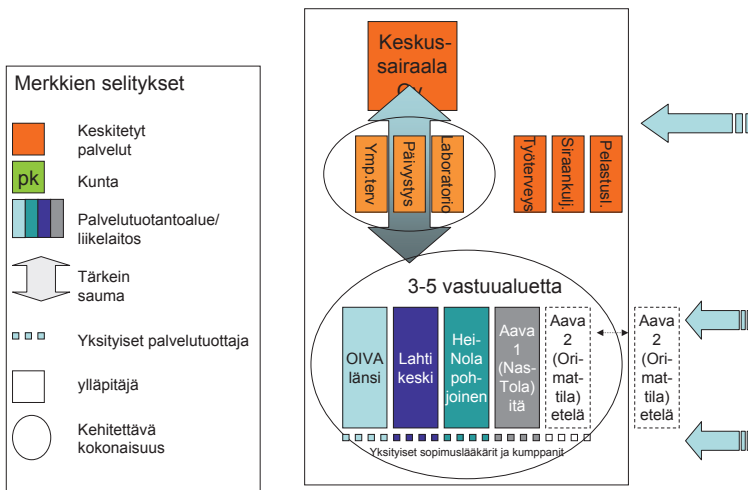 Merkkien selitykset
Keskitetyt
palvelut
pk
Kunta
Palvelutuotantoalue/
liikelaitos
Tärkein
sauma
Yksityiset palvelutuottaja
ylläpitäjä
Kehitettävä
kokonaisuus
Keskus-
sairaala
Oy
Ymp.terv
Päivystys
Laboratorio
Työterveys
Siraankulj.
Pelastusl.
3-5 vastuualuetta
OIVA
länsi
Lahti
keski
Hei-
Nola
poh-
joinen
Aava
1
(Nas-
Tola)
itä
Aava
2
(Ori-
mat-
tila)
etelä
Aava
2
(Ori-
mat-
tila)
etelä
Yksityiset sopimuslääkärit ja kumppanit